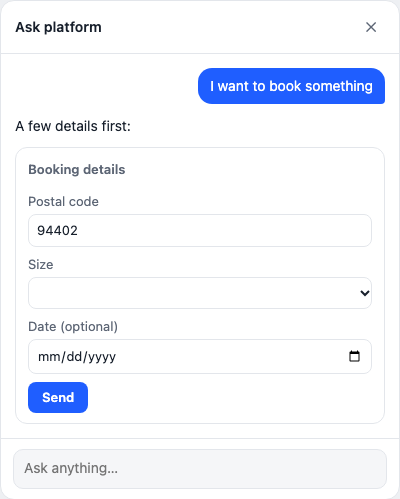 Ask platform
I want to book something
A few details first:
Booking details
Postal code
94402
Size
Date (optional)
mm/dd/yyyy
Send
Ask anything...